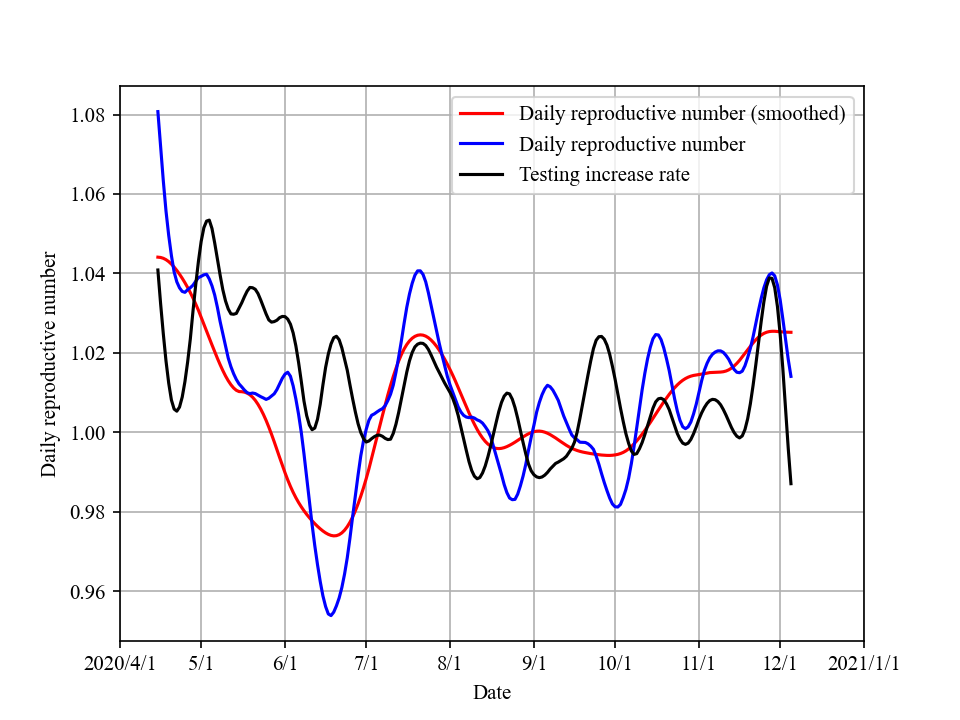 Daily reproductive number (smoothed)
Daily reproductive number
Testing increase rate
Daily reproductive number
1.08
1.06
1.04
1.02
1.00
0.98
0.96
2020/4/1 5/1 6/1 7/1 8/1 9/1 10/1 11/1 12/1 2021/1/1
Date